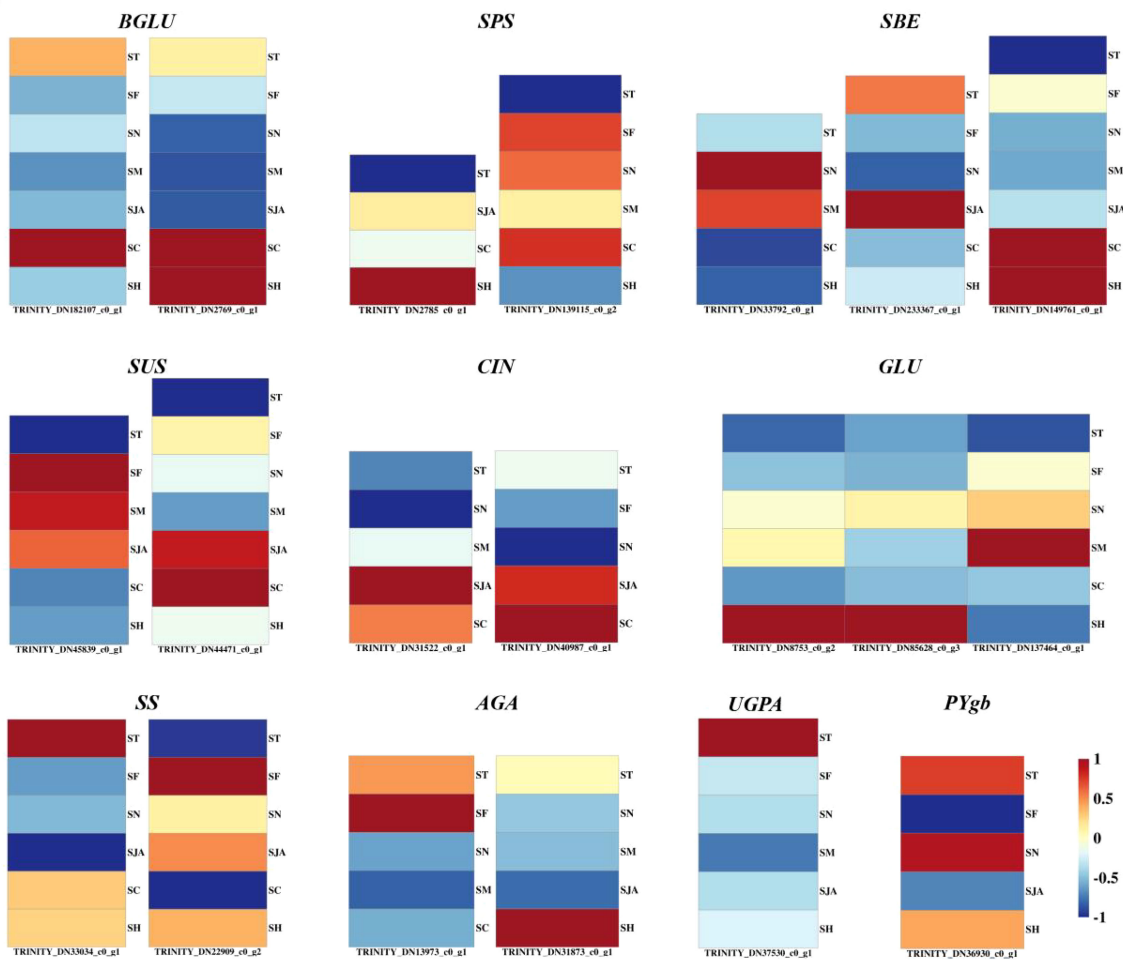 BGLU
SPS
SBE
ST
SF
SN
SM
SJA
SC
SH
TRINITY_DN182107_c0_g1
ST
SF
SN
SM
SJA
SC
SH
TRINITY_DN2769_c0_g1
ST
SJA
SC
SH
TRINITY_DN2785_c0_g1
ST
SF
SN
SM
SC
SH
TRINITY_DN139115_c0_g2
ST
SN
SM
SC
SH
TRINITY_DN33792_c0_g1
ST
SF
SN
SJA
SC
SH
TRINITY_DN233367_c0_g1
ST
SF
SN
SM
SJA
SC
SH
TRINITY_DN149761_c0_g1
SUS
CIN
GLU
ST
SF
SM
SJA
SC
SH
TRINITY_DN45839_c0_g1
ST
SF
SN
SM
SJA
SC
SH
TRINITY_DN44471_c0_g1
ST
SN
SM
SJA
SC
TRINITY_DN31522_c0_g1
ST
SF
SN
SJA
SC
TRINITY_DN40987_c0_g1
ST
SF
SN
SM
SC
SH
TRINITY_DN8753_c0_g2 TRINITY_DN85628_c0_g3 TRINITY_DN137464_c0_g1
SS
AGA
UGPA
PYgb
ST
SF
SN
SJA
SC
SH
TRINITY_DN33034_c0_g1
ST
SF
SN
SJA
SC
SH
TRINITY_DN22909_c0_g2
ST
SF
SN
SM
SC
TRINITY_DN13973_c0_g1
ST
SN
SM
SJA
SH
TRINITY_DN31873_c0_g1
ST
SF
SN
SM
SJA
SH
TRINITY_DN37530_c0_g1
ST
SF
SN
SJA
SH
TRINITY_DN36930_c0_g1
1
0.5
0
-0.5
-1